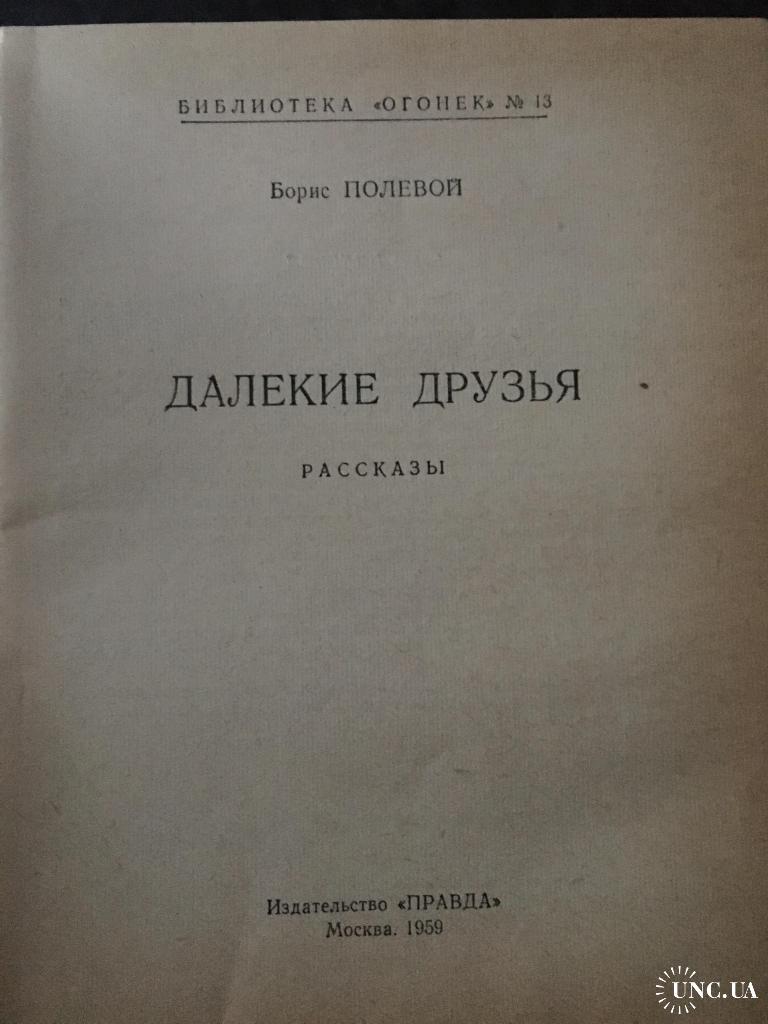 БИБЛИОТЕКА «ОГОНЕК» № 13
Борис ПОЛЕВОЙ
ДАЛЕКИЕ ДРУЗЬЯ
РАССКАЗЫ
Издательство «ПРАВДА»
Москва. 1959
UNC.UA